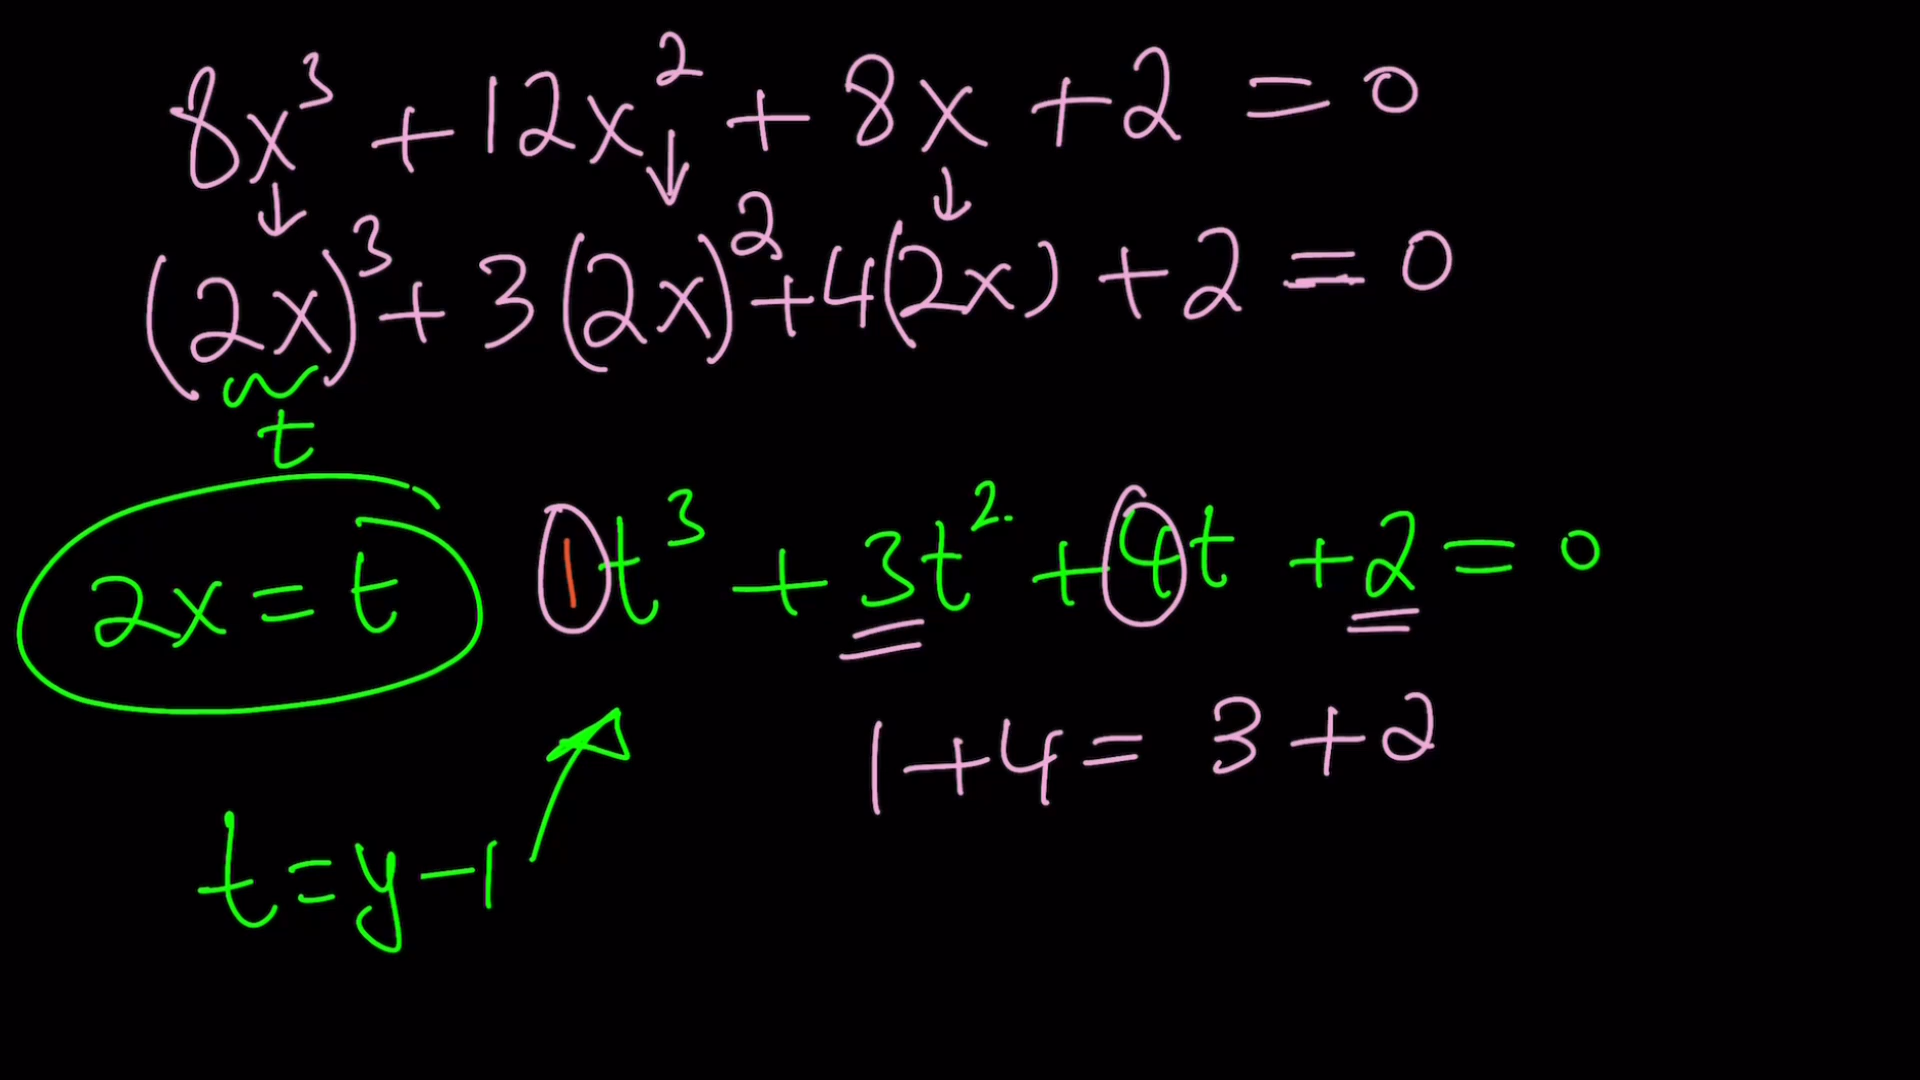 8x³ + 12x² + 8x + 2 = 0
(2x)³ + 3(2x)² + 4(2x) + 2 = 0
t
2x = t
1t³ + 3t² + 4t + 2 = 0
1 + 4 = 3 + 2
t = y - 1